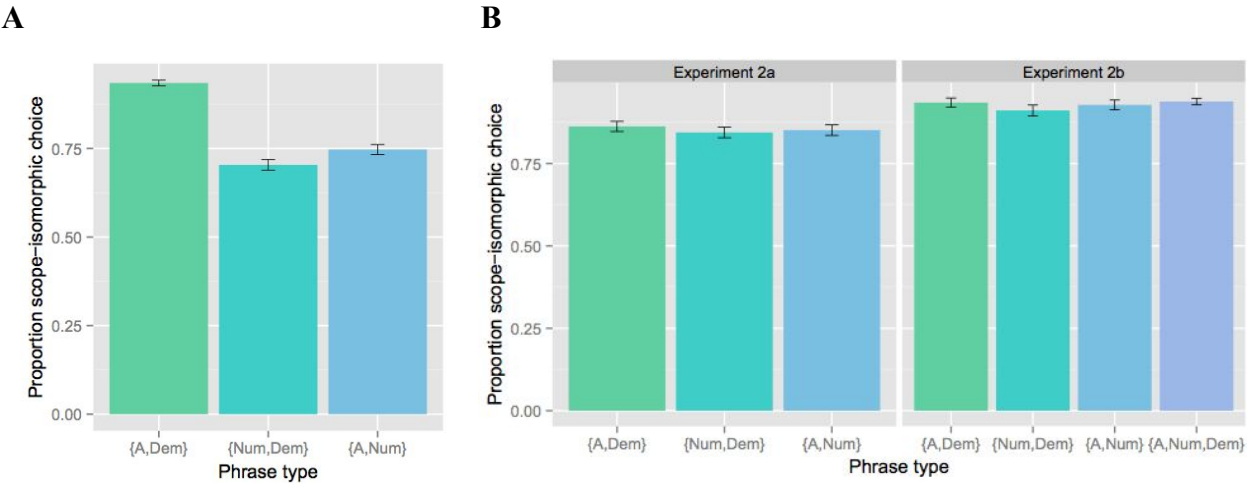 A
Proportion scope-isomorphic choice
0.75
0.50
0.25
0.00
{A,Dem} {Num,Dem} {A,Num}
Phrase type
B
Proportion scope-isomorphic choice
Experiment 2a Experiment 2b
0.75
0.50
0.25
0.00
{A,Dem} {Num,Dem} {A,Num} {A,Dem} {Num,Dem} {A,Num} {A,Num,Dem}
Phrase type